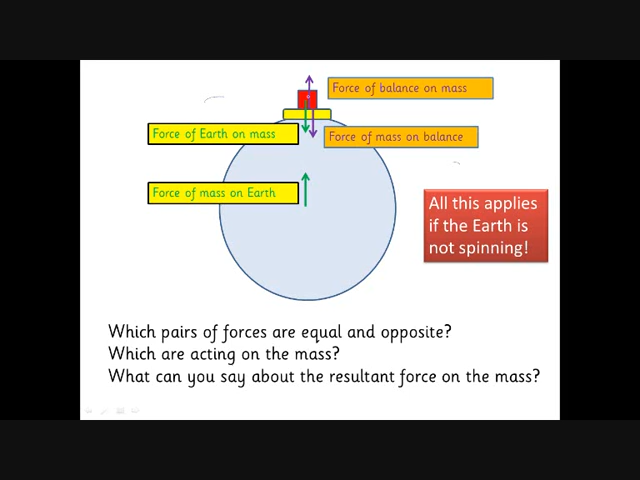 Force of balance on mass
Force of Earth on mass
Force of mass on balance
Force of mass on Earth
All this applies
if the Earth is
not spinning!
Which pairs of forces are equal and opposite?
Which are acting on the mass?
What can you say about the resultant force on the mass?